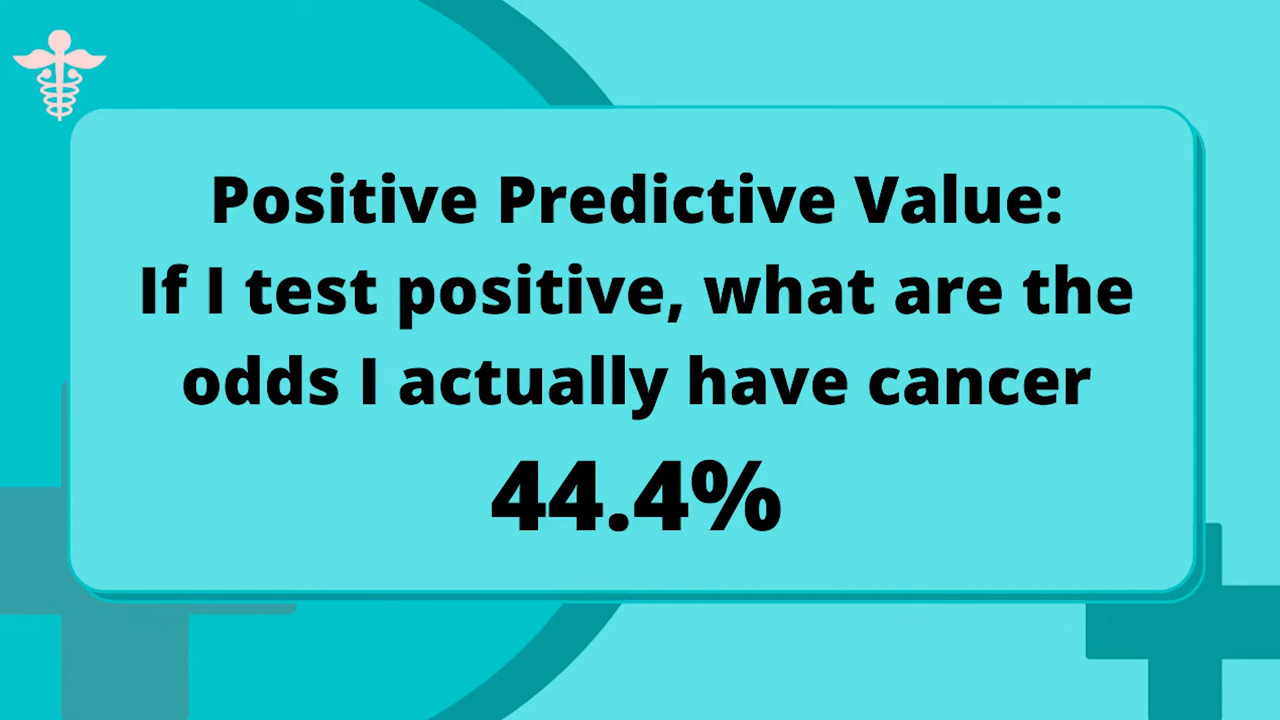 Positive Predictive Value:
If I test positive, what are the
odds I actually have cancer
44.4%